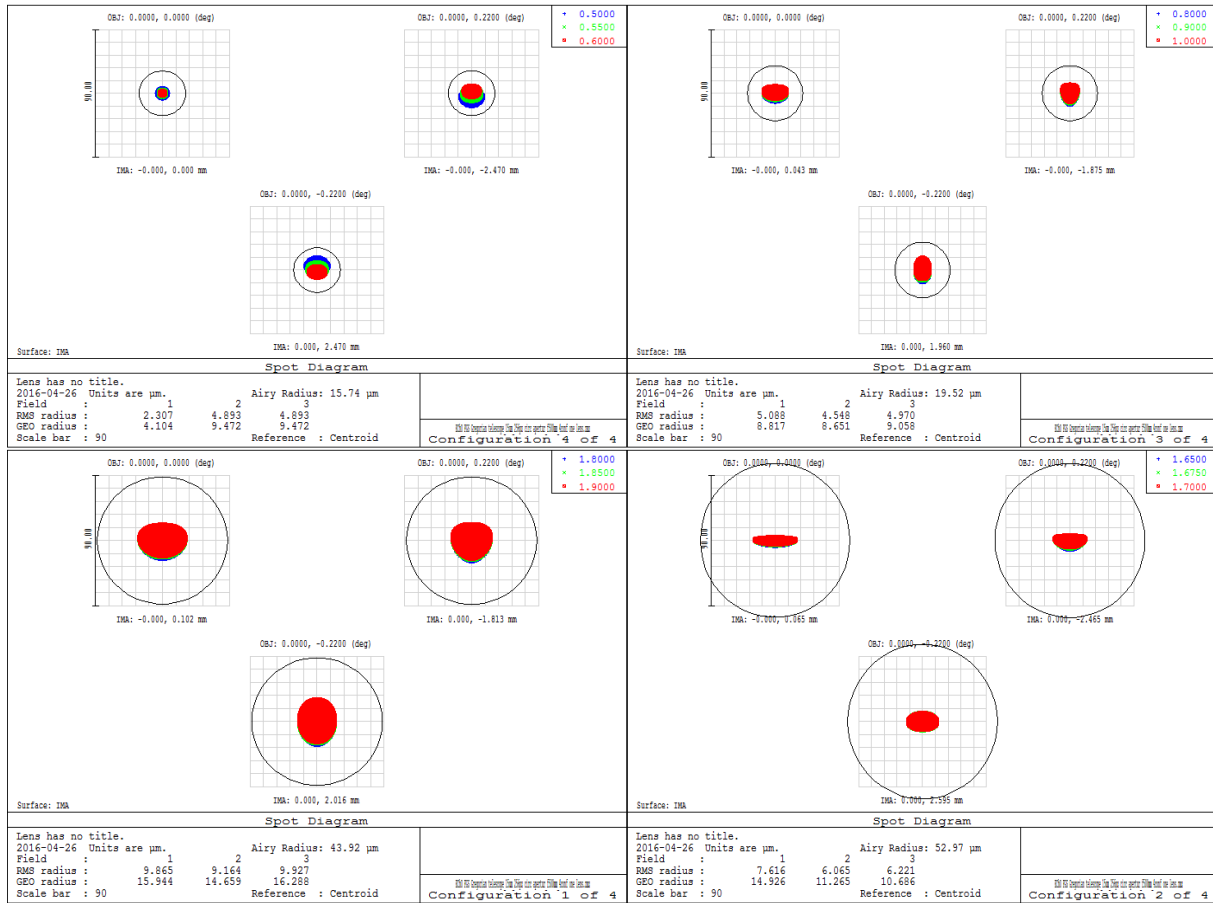 OBJ: 0.0000, 0.0000 (deg)
OBJ: 0.0000, 0.2200 (deg)
+ 0.5000
× 0.5500
¤ 0.6000
90.00
IMA: -0.000, 0.000 mm
IMA: -0.000, -2.470 mm
OBJ: 0.0000, -0.2200 (deg)
IMA: 0.000, 2.470 mm
Surface: IMA
Spot Diagram
Lens has no title.
2016-04-26 Units are µm. Airy Radius: 15.74 µm
Field : 1 2 3
RMS radius : 2.307 4.893 4.893
GEO radius : 4.104 9.472 9.472
Scale bar : 90 Reference : Centroid
Configuration 4 of 4
OBJ: 0.0000, 0.0000 (deg)
OBJ: 0.0000, 0.2200 (deg)
+ 0.8000
× 0.9000
¤ 1.0000
90.00
IMA: -0.000, 0.043 mm
IMA: -0.000, -1.875 mm
OBJ: 0.0000, -0.2200 (deg)
IMA: 0.000, 1.960 mm
Surface: IMA
Spot Diagram
Lens has no title.
2016-04-26 Units are µm. Airy Radius: 19.52 µm
Field : 1 2 3
RMS radius : 5.088 4.548 4.970
GEO radius : 8.817 8.651 9.058
Scale bar : 90 Reference : Centroid
Configuration 3 of 4
OBJ: 0.0000, 0.0000 (deg)
OBJ: 0.0000, 0.2200 (deg)
+ 1.8000
× 1.8500
¤ 1.9000
90.00
IMA: -0.000, 0.102 mm
IMA: 0.000, -1.813 mm
OBJ: 0.0000, -0.2200 (deg)
IMA: 0.000, 2.016 mm
Surface: IMA
Spot Diagram
Lens has no title.
2016-04-26 Units are µm. Airy Radius: 43.92 µm
Field : 1 2 3
RMS radius : 9.865 9.164 9.927
GEO radius : 15.944 14.659 16.288
Scale bar : 90 Reference : Centroid
Configuration 1 of 4
OBJ: 0.0000, 0.0000 (deg)
OBJ: 0.0000, 0.2200 (deg)
+ 1.6500
× 1.6750
¤ 1.7000
90.00
IMA: -0.000, 0.065 mm
IMA: 0.000, -2.465 mm
OBJ: 0.0000, -0.2200 (deg)
IMA: 0.000, 2.595 mm
Surface: IMA
Spot Diagram
Lens has no title.
2016-04-26 Units are µm. Airy Radius: 52.97 µm
Field : 1 2 3
RMS radius : 7.616 6.065 6.221
GEO radius : 14.926 11.265 10.686
Scale bar : 90 Reference : Centroid
Configuration 2 of 4